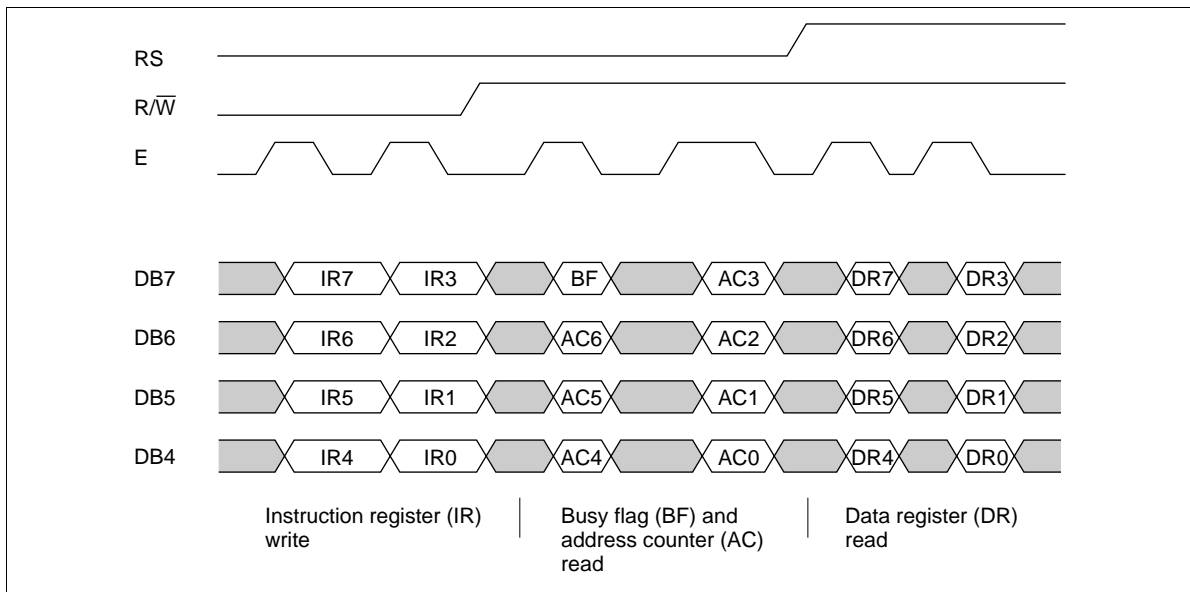 RS
R/W̅
E
DB7 IR7 IR3 BF AC3 DR7 DR3
DB6 IR6 IR2 AC6 AC2 DR6 DR2
DB5 IR5 IR1 AC5 AC1 DR5 DR1
DB4 IR4 IR0 AC4 AC0 DR4 DR0
Instruction register (IR)
write
Busy flag (BF) and
address counter (AC)
read
Data register (DR)
read